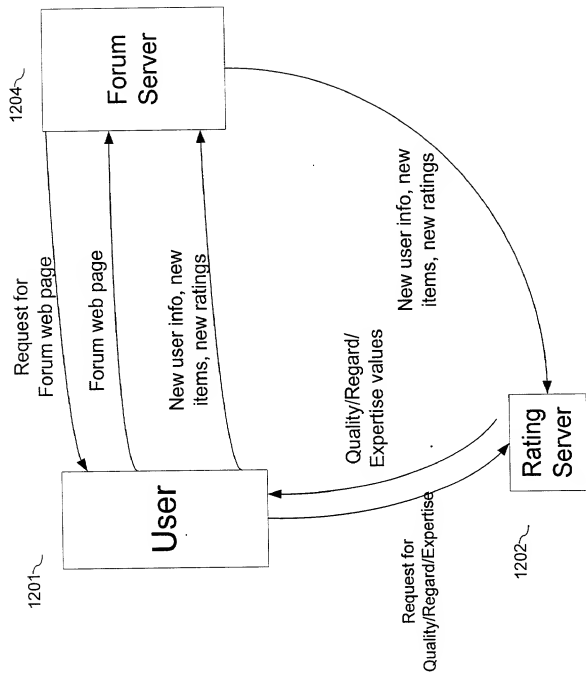 1204
Forum
Server
Request for
Forum web page
1201
Forum web page
User
New user info, new
items, new ratings
Quality/Regard/
Expertise values
New user info, new
items, new ratings
Request for
Quality/Regard/Expertise
1202
Rating
Server